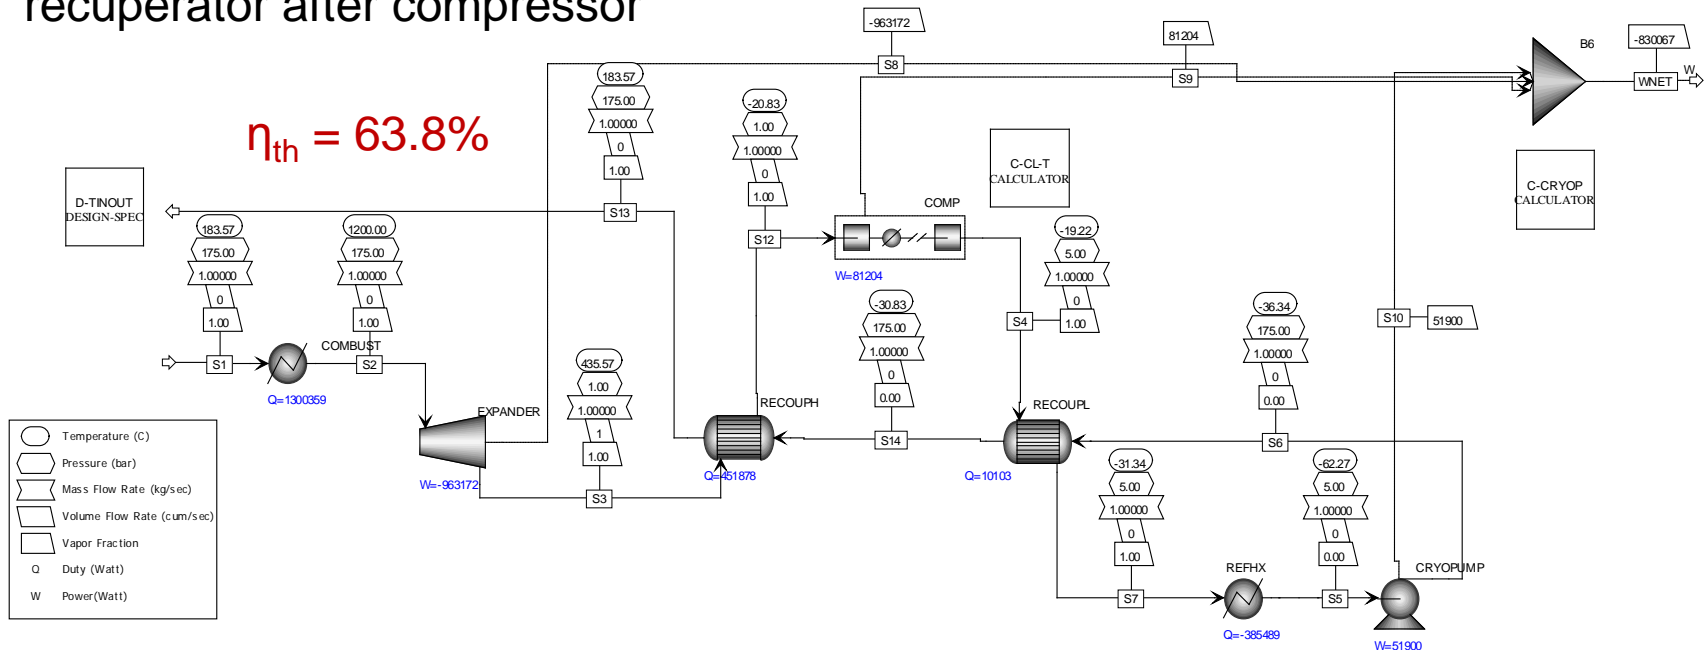 recuperator after compressor
ηth = 63.8%
-963172
S8
81204
S9
B6
-830067
WNET
W
D-TINOUT
DESIGN-SPEC
183.57
175.00
1.00000
0
1.00
S13
-20.83
1.00
1.00000
0
1.00
S12
C-CL-T
CALCULATOR
C-CRYOP
CALCULATOR
COMP
W=81204
183.57
175.00
1.00000
0
1.00
S1
1200.00
175.00
1.00000
0
1.00
S2
COMBUST
Q=1300359
-19.22
5.00
1.00000
0
1.00
S4
-30.83
175.00
1.00000
0
0.00
S14
-36.34
175.00
1.00000
0
0.00
S6
S10
51900
435.57
1.00
1.00000
1
1.00
S3
EXPANDER
W=-963172
RECOUPH
Q=451878
RECOUPL
Q=10103
-31.34
5.00
1.00000
0
1.00
S7
-62.27
5.00
1.00000
0
0.00
S5
REFHX
Q=-385489
CRYOPUMP
W=51900
Temperature (C)
Pressure (bar)
Mass Flow Rate (kg/sec)
Volume Flow Rate (cum/sec)
Vapor Fraction
Q Duty (Watt)
W Power(Watt)